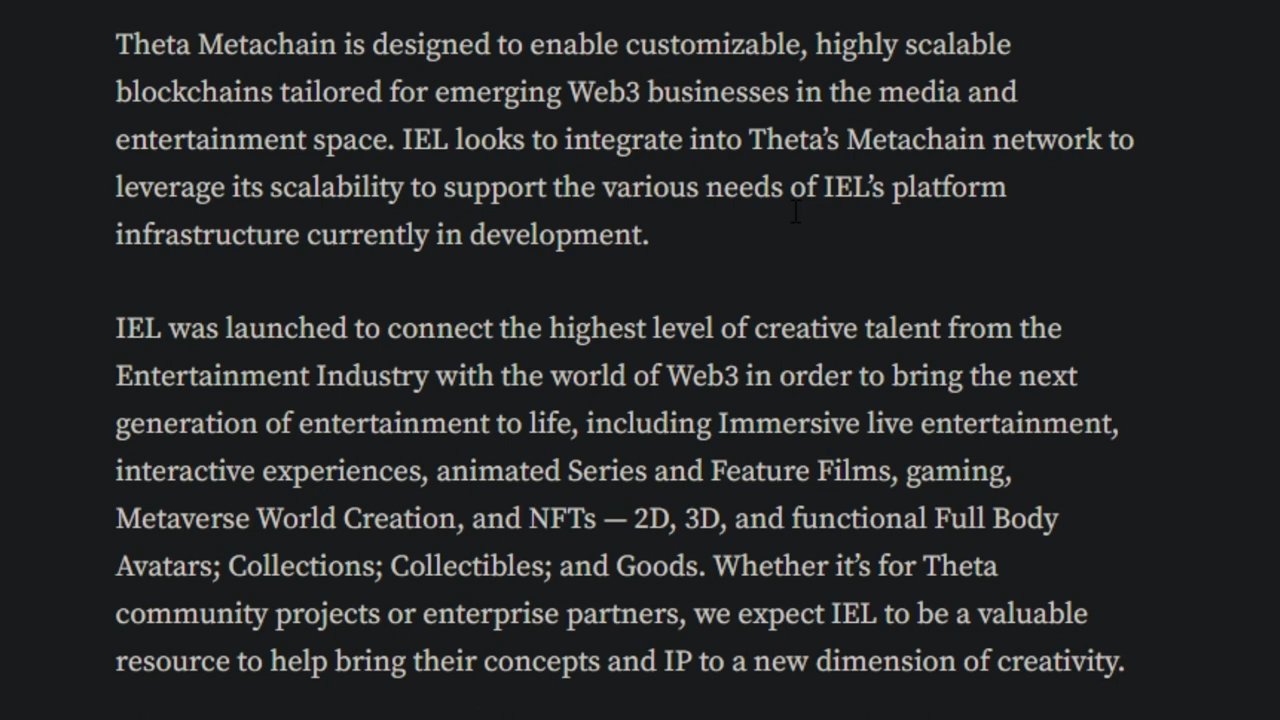 Theta Metachain is designed to enable customizable, highly scalable
blockchains tailored for emerging Web3 businesses in the media and
entertainment space. IEL looks to integrate into Theta’s Metachain network to
leverage its scalability to support the various needs of IEL’s platform
infrastructure currently in development.
IEL was launched to connect the highest level of creative talent from the
Entertainment Industry with the world of Web3 in order to bring the next
generation of entertainment to life, including Immersive live entertainment,
interactive experiences, animated Series and Feature Films, gaming,
Metaverse World Creation, and NFTs — 2D, 3D, and functional Full Body
Avatars; Collections; Collectibles; and Goods. Whether it’s for Theta
community projects or enterprise partners, we expect IEL to be a valuable
resource to help bring their concepts and IP to a new dimension of creativity.